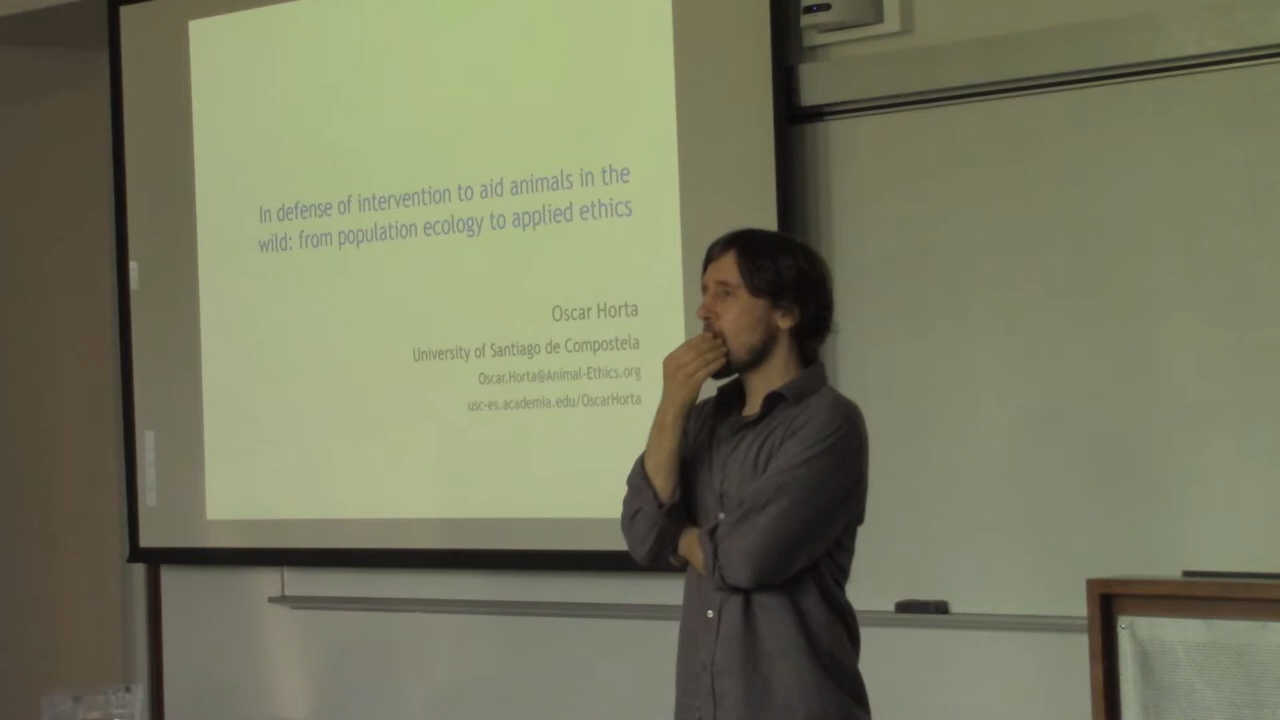 In defense of intervention to aid animals in the
wild: from population ecology to applied ethics
Oscar Horta
University of Santiago de Compostela
Oscar.Horta@Animal-Ethics.org
usc-es.academia.edu/OscarHorta